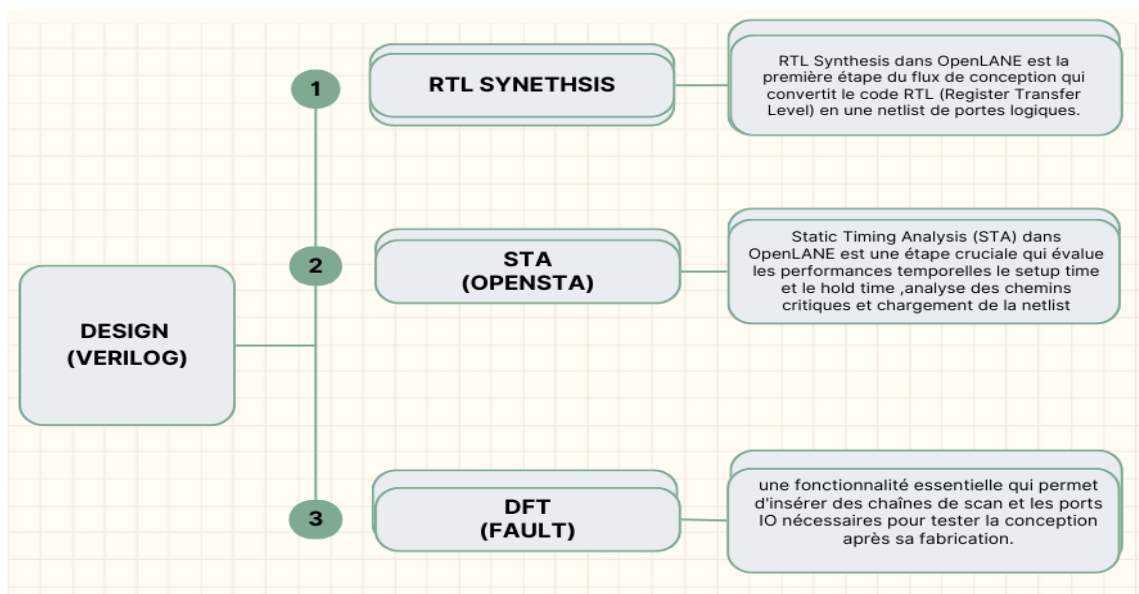 1
RTL SYNETHSIS
RTL Synthesis dans OpenLANE est la
première étape du flux de conception qui
convertit le code RTL (Register Transfer
Level) en une netlist de portes logiques.
2
STA
(OPENSTA)
Static Timing Analysis (STA) dans
OpenLANE est une étape cruciale qui évalue
les performances temporelles le setup time
et le hold time ,analyse des chemins
critiques et chargement de la netlist
DESIGN
(VERILOG)
3
DFT
(FAULT)
une fonctionnalité essentielle qui permet
d'insérer des chaînes de scan et les ports
IO nécessaires pour tester la conception
après sa fabrication.